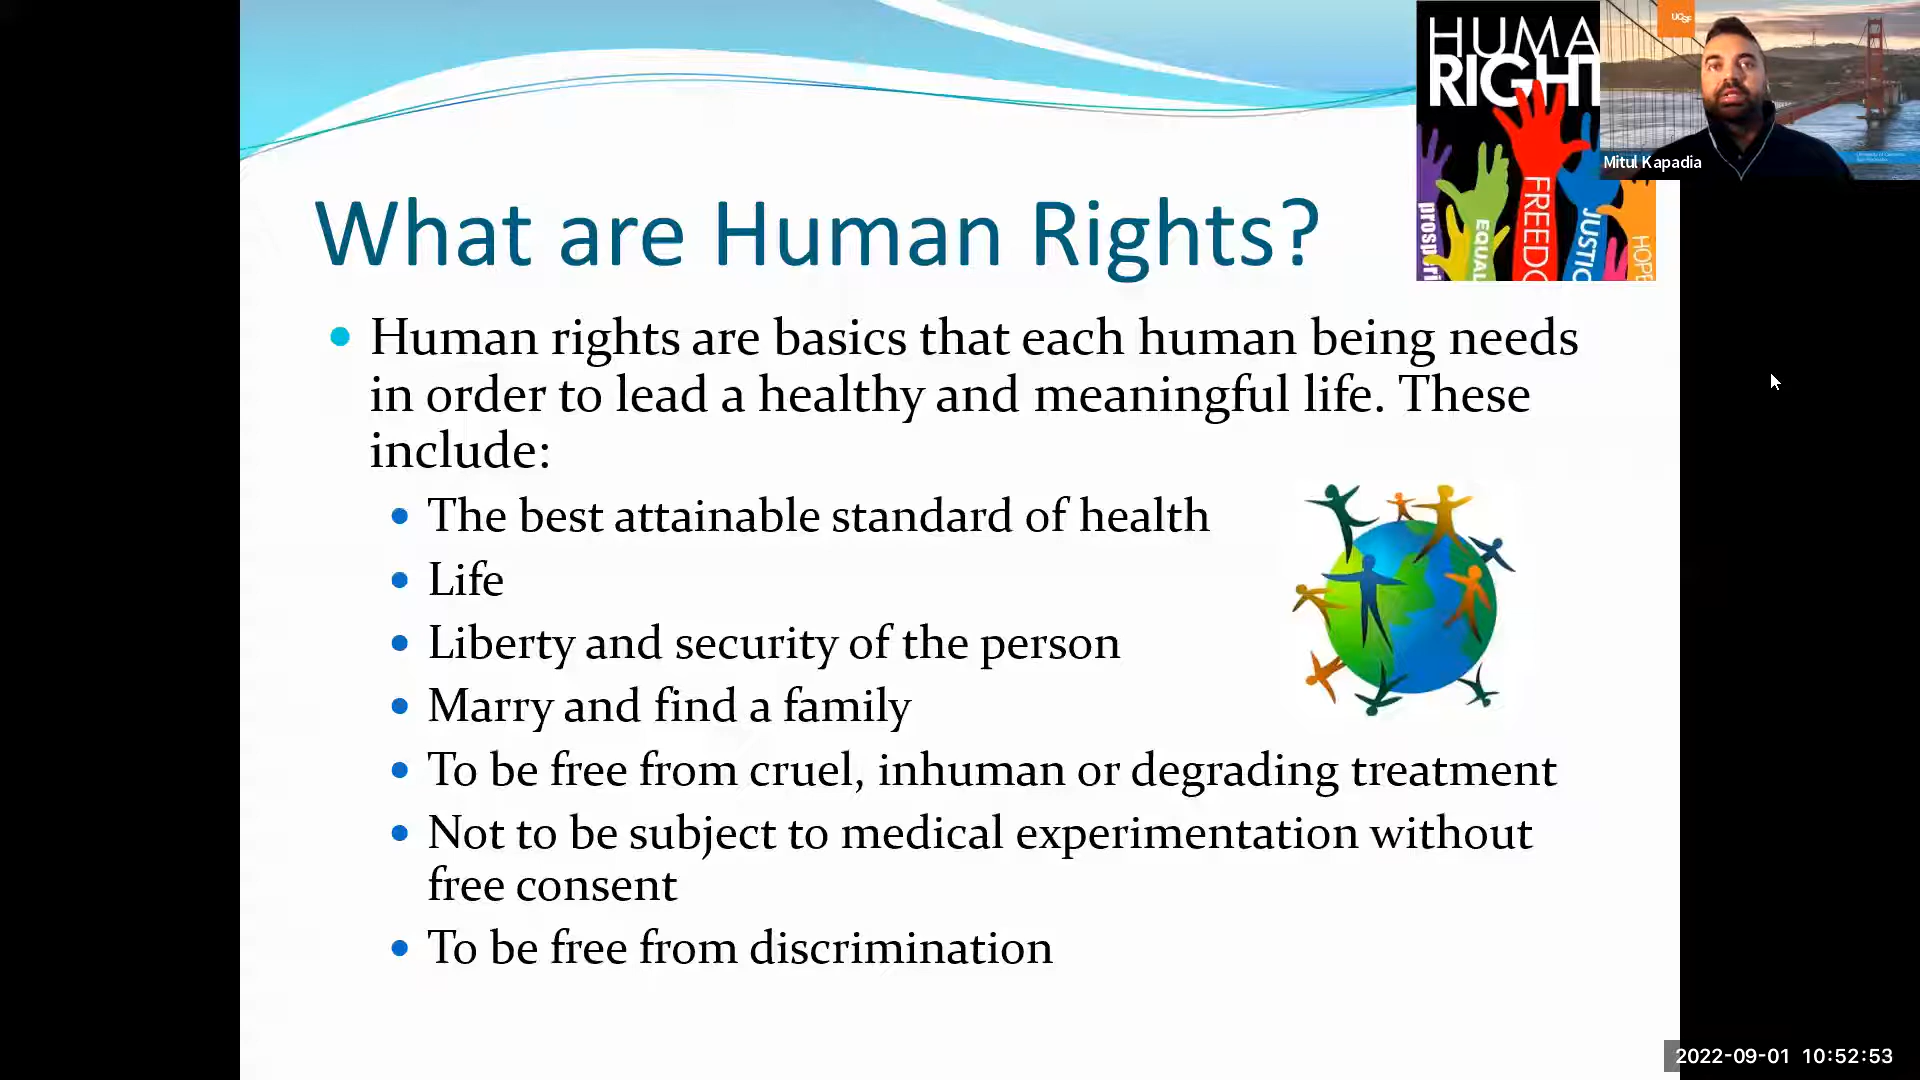 HUMA
RIGHT
UCSF
Mitul Kapadia
prosperi
EQUAL
FREEDO
JUSTIC
HOPE
What are Human Rights?
Human rights are basics that each human being needs
in order to lead a healthy and meaningful life. These
include:
The best attainable standard of health
Life
Liberty and security of the person
Marry and find a family
To be free from cruel, inhuman or degrading treatment
Not to be subject to medical experimentation without
free consent
To be free from discrimination
2022-09-01 10:52:53